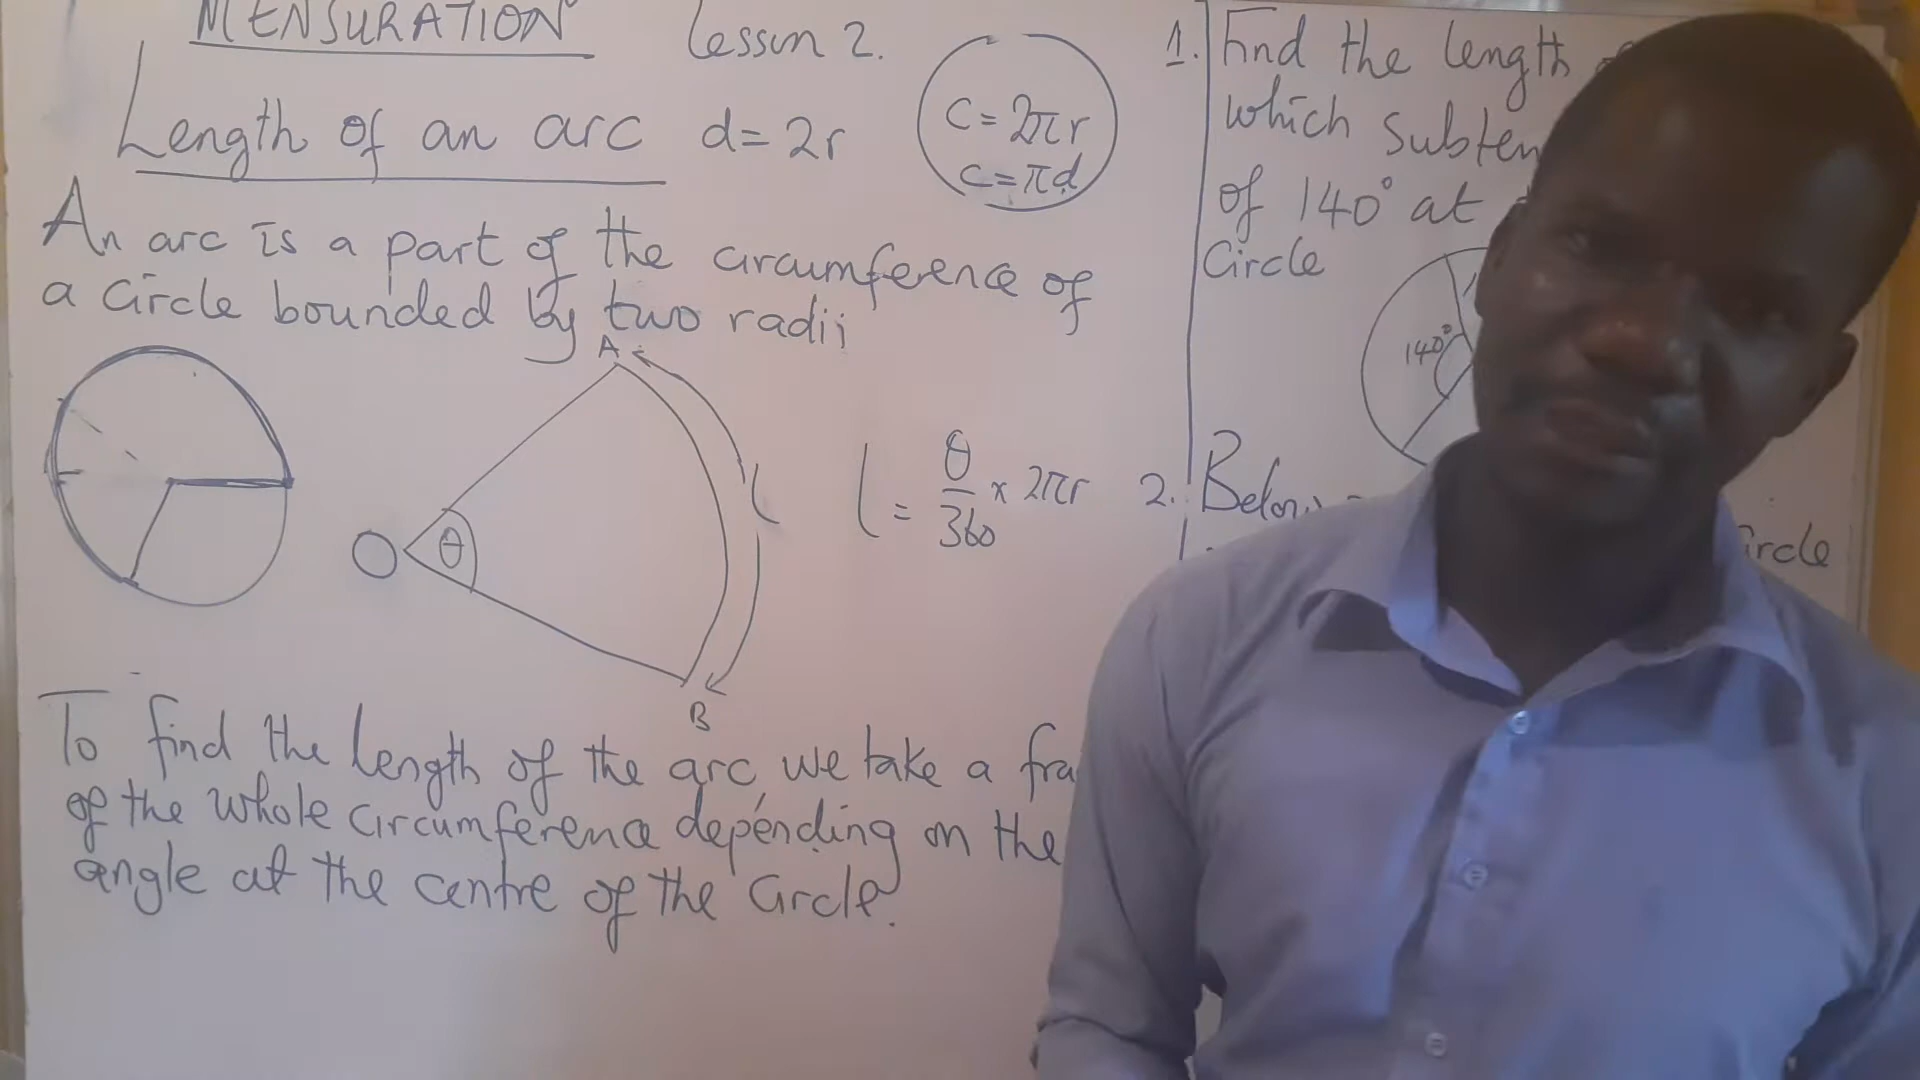 MENSURATION Lesson 2.
Length of an arc d=2r
C=2πr
C=πd
An arc is a part of the circumference of
a circle bounded by two radii
A
O θ
l
B
l = θ/360 × 2πr
To find the length of the arc, we take a fra
of the whole circumference depending on the
angle at the centre of the circle.
1. Find the length
which subten
of 140° at
Circle
140°
2. Below
ircle